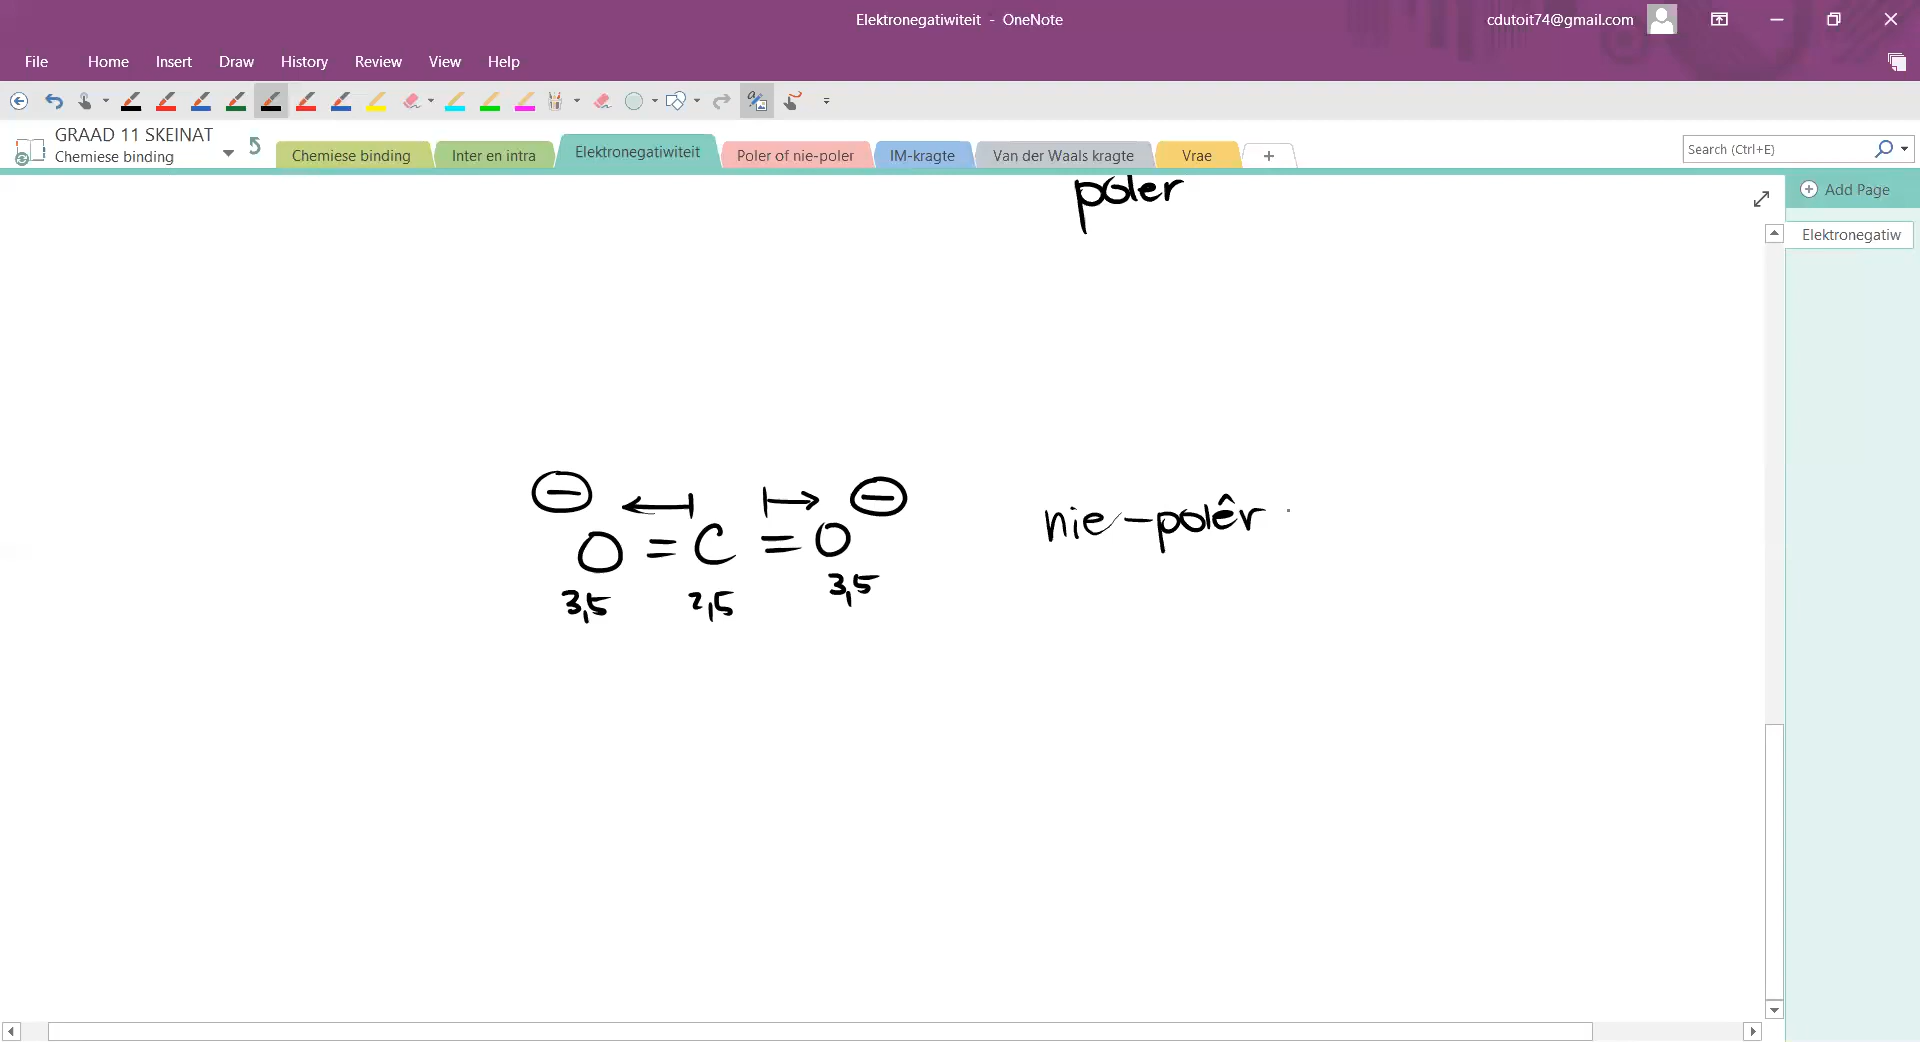 Elektronegatiwiteit - OneNote
cdutoit74@gmail.com
File Home Insert Draw History Review View Help
GRAAD 11 SKEINAT
Chemiese binding
Chemiese binding Inter en intra Elektronegatiwiteit Poler of nie-poler IM-kragte Van der Waals kragte Vrae +
Search (Ctrl+E)
Add Page
Elektronegatiw
poler
O = C = O
3,5 2,5 3,5
nie-polêr